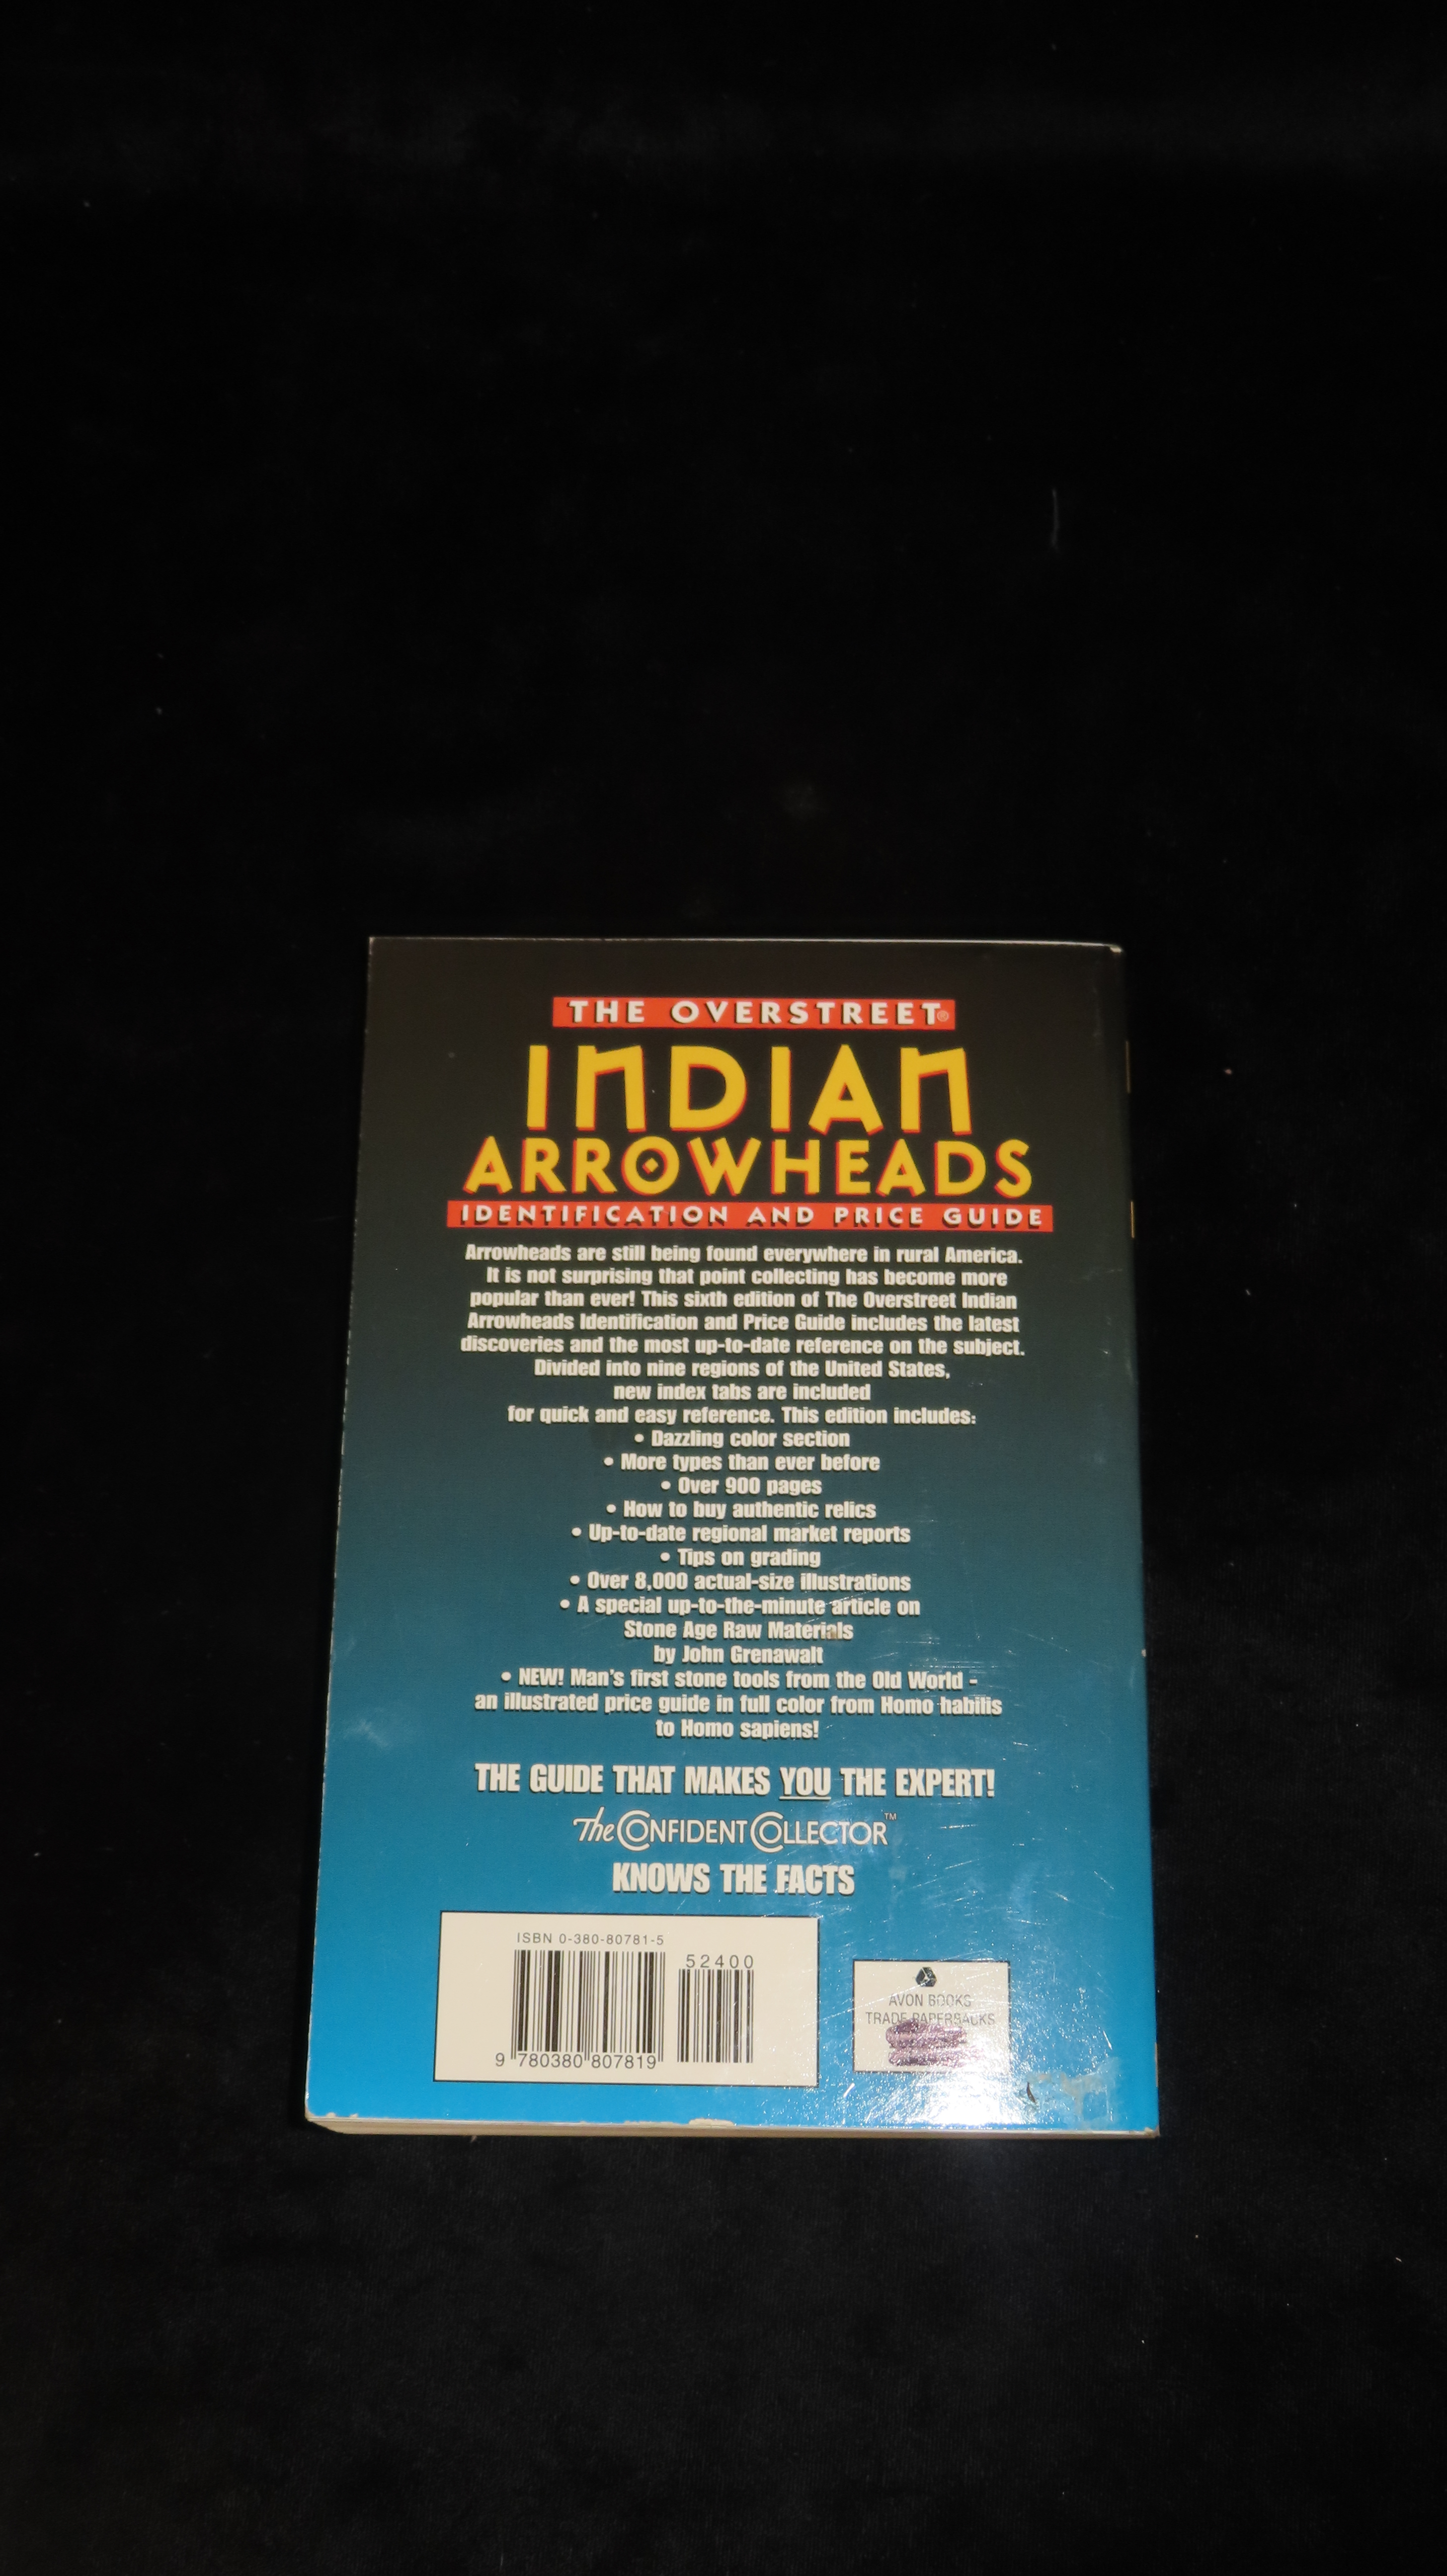 THE OVERSTREET®
INDIAN
ARROWHEADS
IDENTIFICATION AND PRICE GUIDE
Arrowheads are still being found everywhere in rural America.
It is not surprising that point collecting has become more
popular than ever! This sixth edition of The Overstreet Indian
Arrowheads Identification and Price Guide includes the latest
discoveries and the most up-to-date reference on the subject.
Divided into nine regions of the United States,
new index tabs are included
for quick and easy reference. This edition includes:
• Dazzling color section
• More types than ever before
• Over 900 pages
• How to buy authentic relics
• Up-to-date regional market reports
• Tips on grading
• Over 8,000 actual-size illustrations
• A special up-to-the-minute article on
Stone Age Raw Materials
by John Grenawalt
• NEW! Man's first stone tools from the Old World -
an illustrated price guide in full color from Homo habilis
to Homo sapiens!
THE GUIDE THAT MAKES YOU THE EXPERT!
The CONFIDENT COLLECTOR™
KNOWS THE FACTS
ISBN 0-380-80781-5
52400
9 780380 807819
AVON BOOKS
TRADE PAPERBACKS